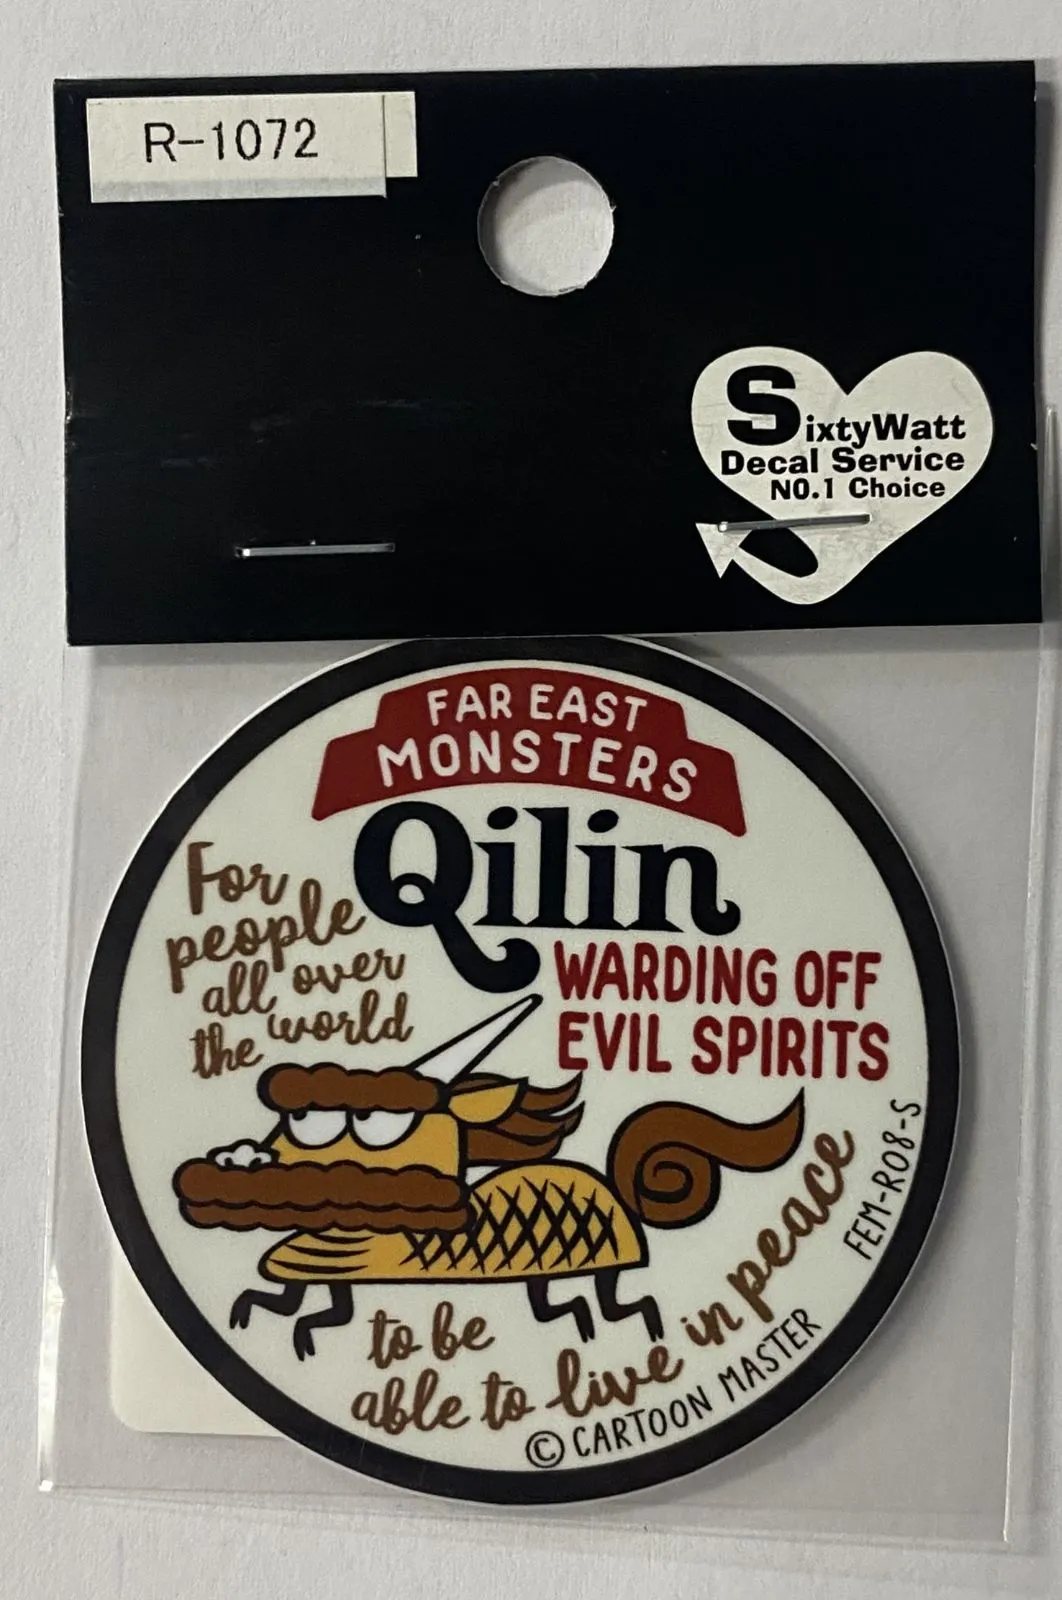 R-1072
SixtyWatt
Decal Service
NO.1 Choice
FAR EAST
MONSTERS
Qilin
For
people
all over
the world
WARDING OFF
EVIL SPIRITS
to be
able to live in peace
FEM-R08-S
© CARTOON MASTER